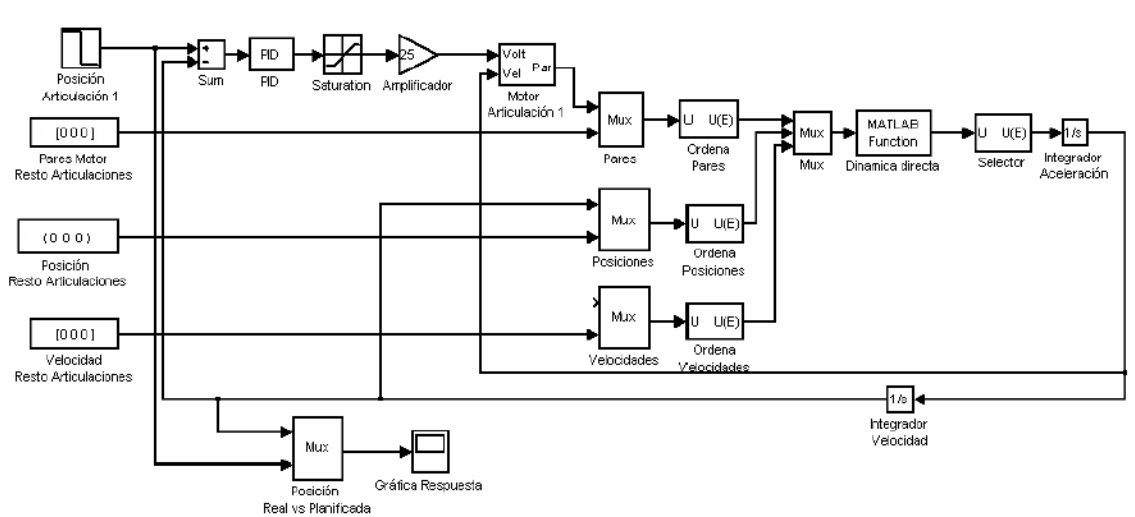 Posición
Articulación 1
+
-
Sum
PID
PID
Saturation
25
Amplificador
Volt
Vel
Par
Motor
Articulación 1
[0 0 0]
Pares Motor
Resto Articulaciones
Mux
Pares
U U(E)
Ordena
Pares
Mux
Mux
MATLAB
Function
Dinamica directa
U U(E)
Selector
1/s
Integrador
Aceleración
(0 0 0)
Posición
Resto Articulaciones
Mux
Posiciones
U U(E)
Ordena
Posiciones
[0 0 0]
Velocidad
Resto Articulaciones
Mux
Velocidades
U U(E)
Ordena
Velocidades
1/s
Integrador
Velocidad
Mux
Posición
Real vs Planificada
Gráfica Respuesta